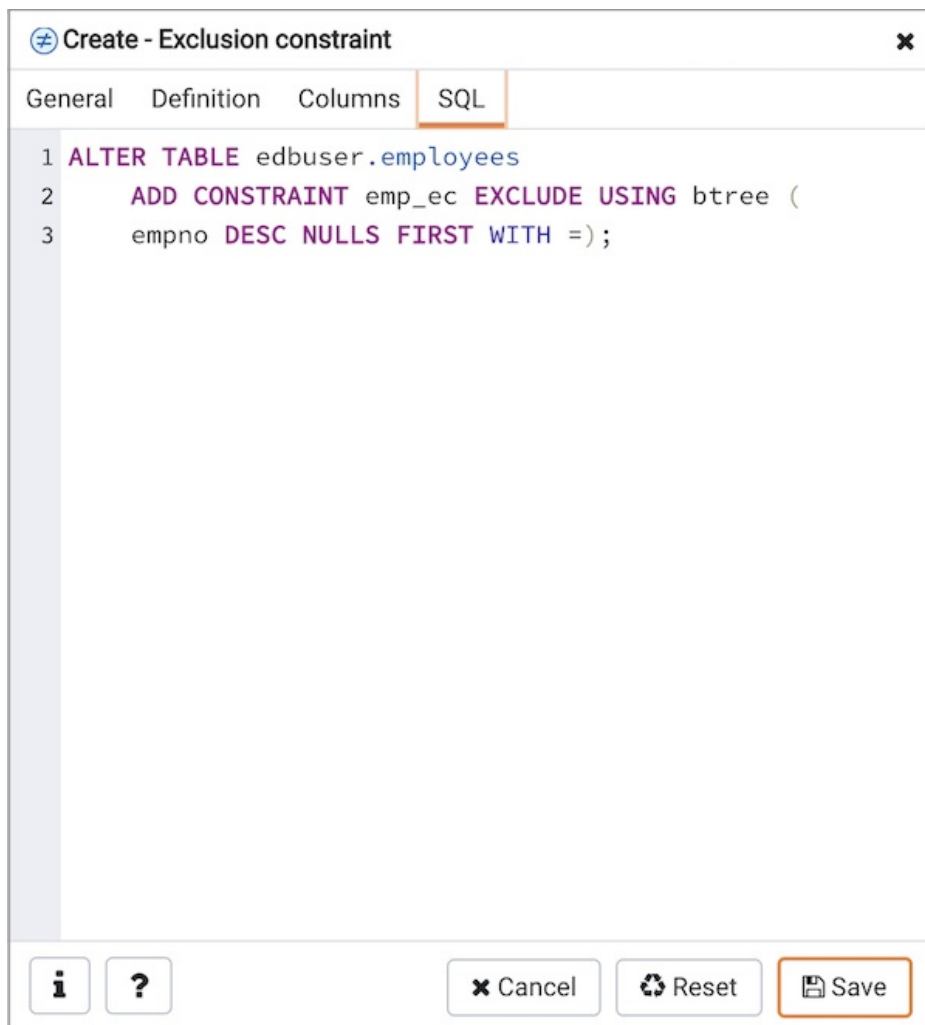 Create - Exclusion constraint
General Definition Columns SQL
1 ALTER TABLE edbuser.employees
2     ADD CONSTRAINT emp_ec EXCLUDE USING btree (
3     empno DESC NULLS FIRST WITH =);
i ? Cancel Reset Save